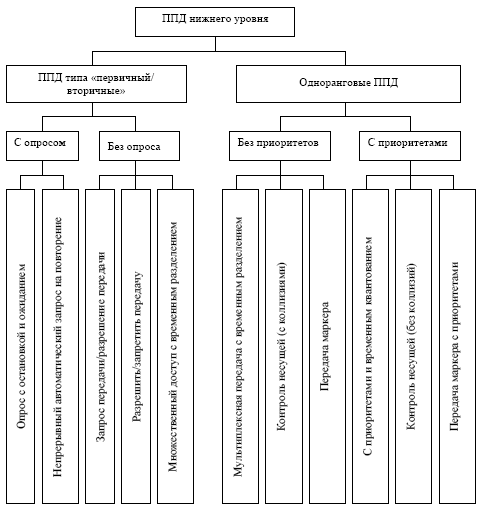 ППД нижнего уровня
ППД типа «первичный/
вторичные»
Одноранговые ППД
С опросом
Без опроса
Без приоритетов
С приоритетами
Опрос с остановкой и ожиданием
Непрерывный автоматический запрос на повторение
Запрос передачи/разрешение передачи
Разрешить/запретить передачу
Множественный доступ с временным разделением
Мультиплексная передача с временным разделением
Контроль несущей (с коллизиями)
Передача маркера
С приоритетами и временным квантованием
Контроль несущей (без коллизий)
Передача маркера с приоритетами